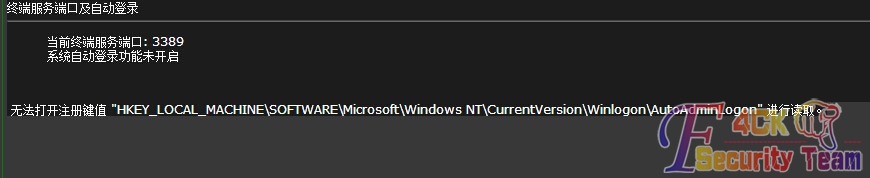 终端服务端口及自动登录
当前终端服务端口: 3389
系统自动登录功能未开启
无法打开注册键值 "HKEY_LOCAL_MACHINE\SOFTWARE\Microsoft\Windows NT\CurrentVersion\Winlogon\AutoAdminLogon" 进行读取。
F4CK
Security Team